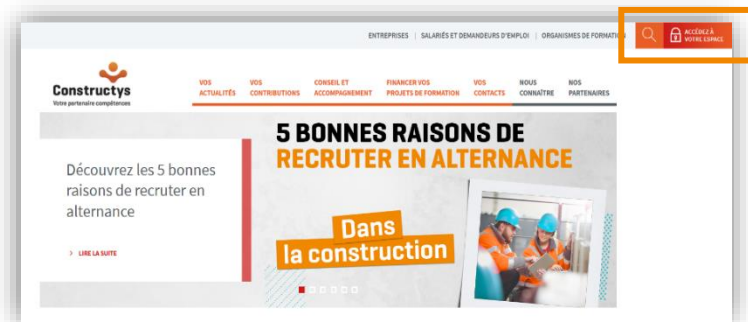 ENTREPRISES | SALARIÉS ET DEMANDEURS D'EMPLOI | ORGANISMES DE FORMATION
ACCÉDEZ À
VOTRE ESPACE
Constructys
Votre partenaire compétences
VOS
ACTUALITÉS
VOS
CONTRIBUTIONS
CONSEIL ET
ACCOMPAGNEMENT
FINANCER VOS
PROJETS DE FORMATION
VOS
CONTACTS
NOUS
CONNAÎTRE
NOS
PARTENAIRES
Découvrez les 5 bonnes
raisons de recruter en
alternance
> LIRE LA SUITE
5 BONNES RAISONS DE
RECRUTER EN ALTERNANCE
Dans
la construction